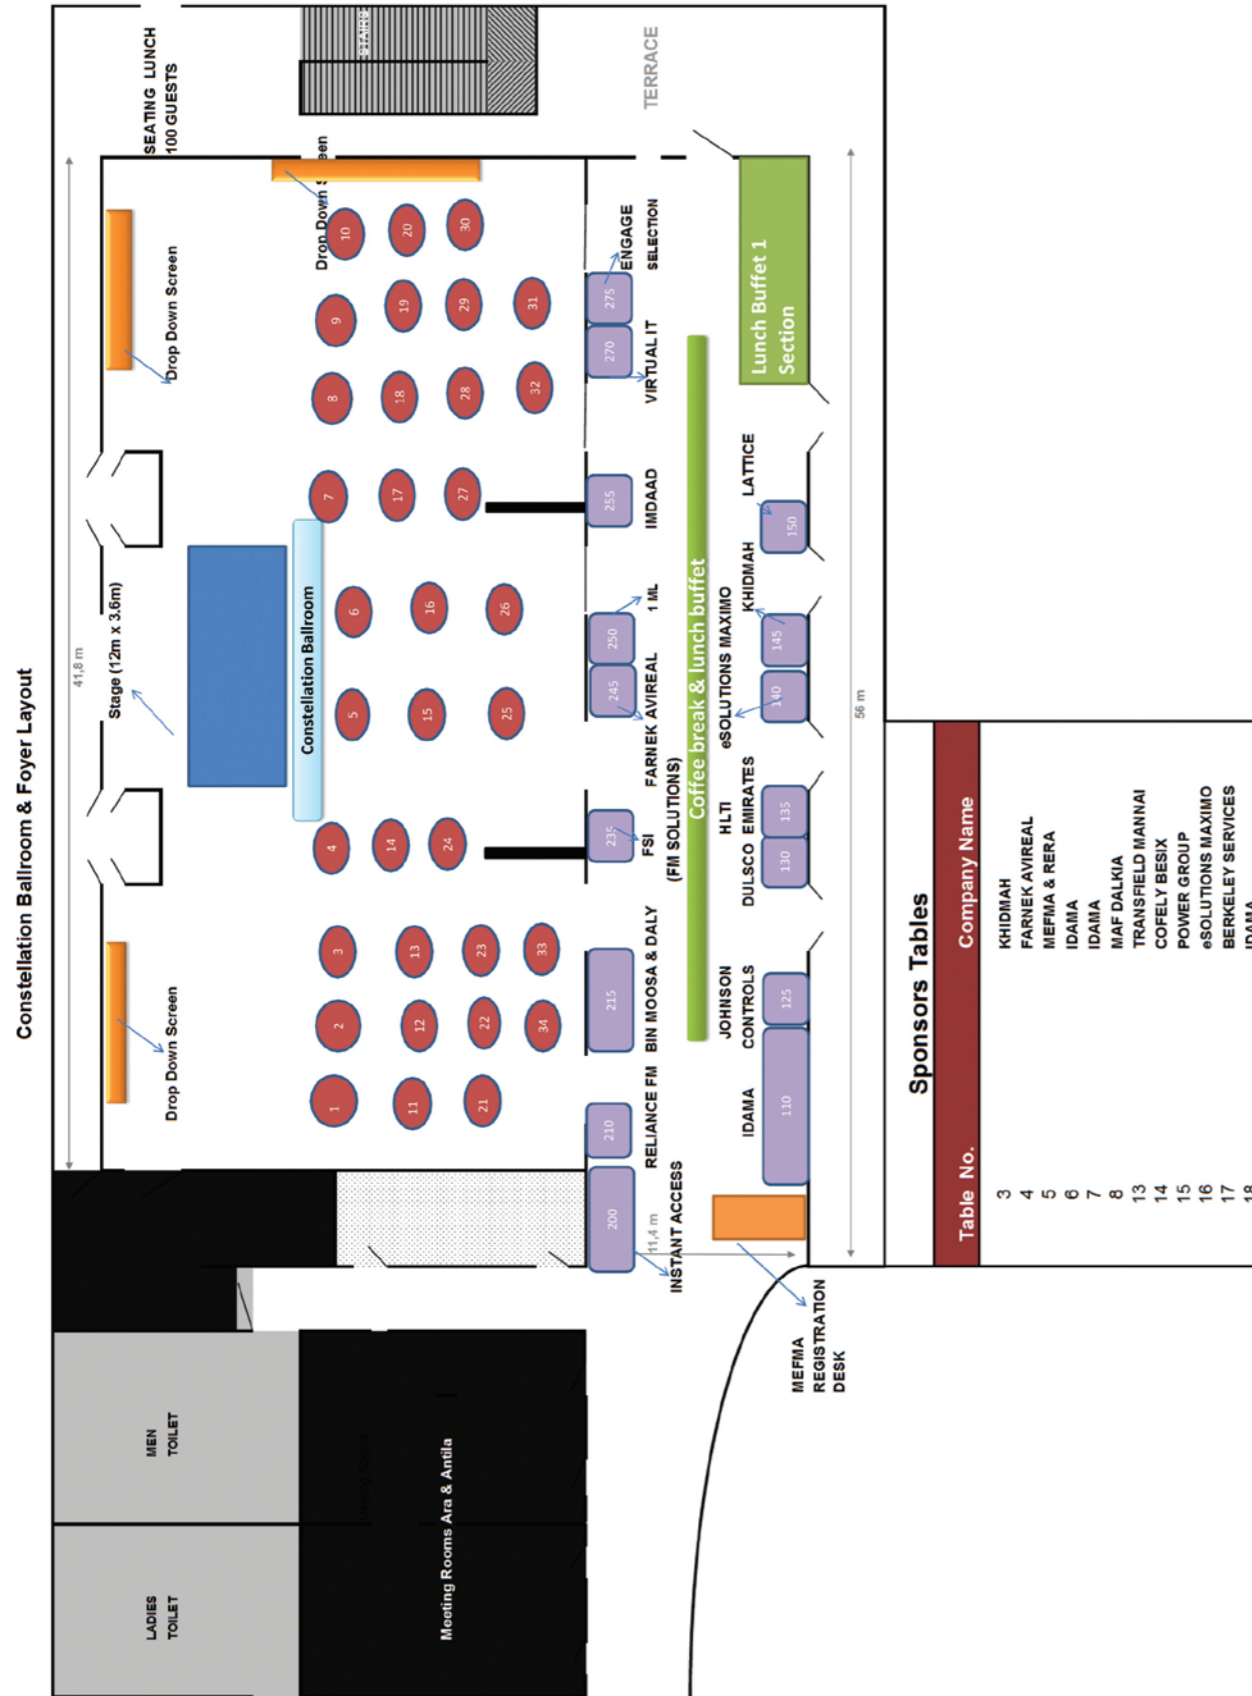 Constellation Ballroom & Foyer Layout
41,8 m
SEATING LUNCH
100 GUESTS
STAIRS
TERRACE
Drop Down Screen
Stage (12m x 3.6m)
Drop Down Screen
Drop Down Screen
Constellation Ballroom
1
2
3
4
5
6
7
8
9
10
11
12
13
14
15
16
17
18
19
20
21
22
23
24
25
26
27
28
29
30
34
33
32
31
200
210
215
235
245
250
255
270
275
INSTANT ACCESS
RELIANCE FM
BIN MOOSA & DALY
FSI
(FM SOLUTIONS)
FARNEK AVIREAL
1 ML
IMDAAD
VIRTUAL IT
ENGAGE
SELECTION
11,4 m
Coffee break & lunch buffet
Lunch Buffet 1
Section
IDAMA
JOHNSON
CONTROLS
DULSCO
HLTI
EMIRATES
eSOLUTIONS MAXIMO
KHIDMAH
LATTICE
110
125
130
135
140
145
150
56 m
MEFMA
REGISTRATION
DESK
MEN
TOILET
LADIES
TOILET
Meeting Rooms
Meeting Rooms Ara & Antila
Sponsors Tables
Table No. Company Name
3 KHIDMAH
4 FARNEK AVIREAL
5 MEFMA & RERA
6 IDAMA
7 IDAMA
8 MAF DALKIA
13 TRANSFIELD MANNAI
14 COFELY BESIX
15 POWER GROUP
16 eSOLUTIONS MAXIMO
17 BERKELEY SERVICES
18 IDAMA